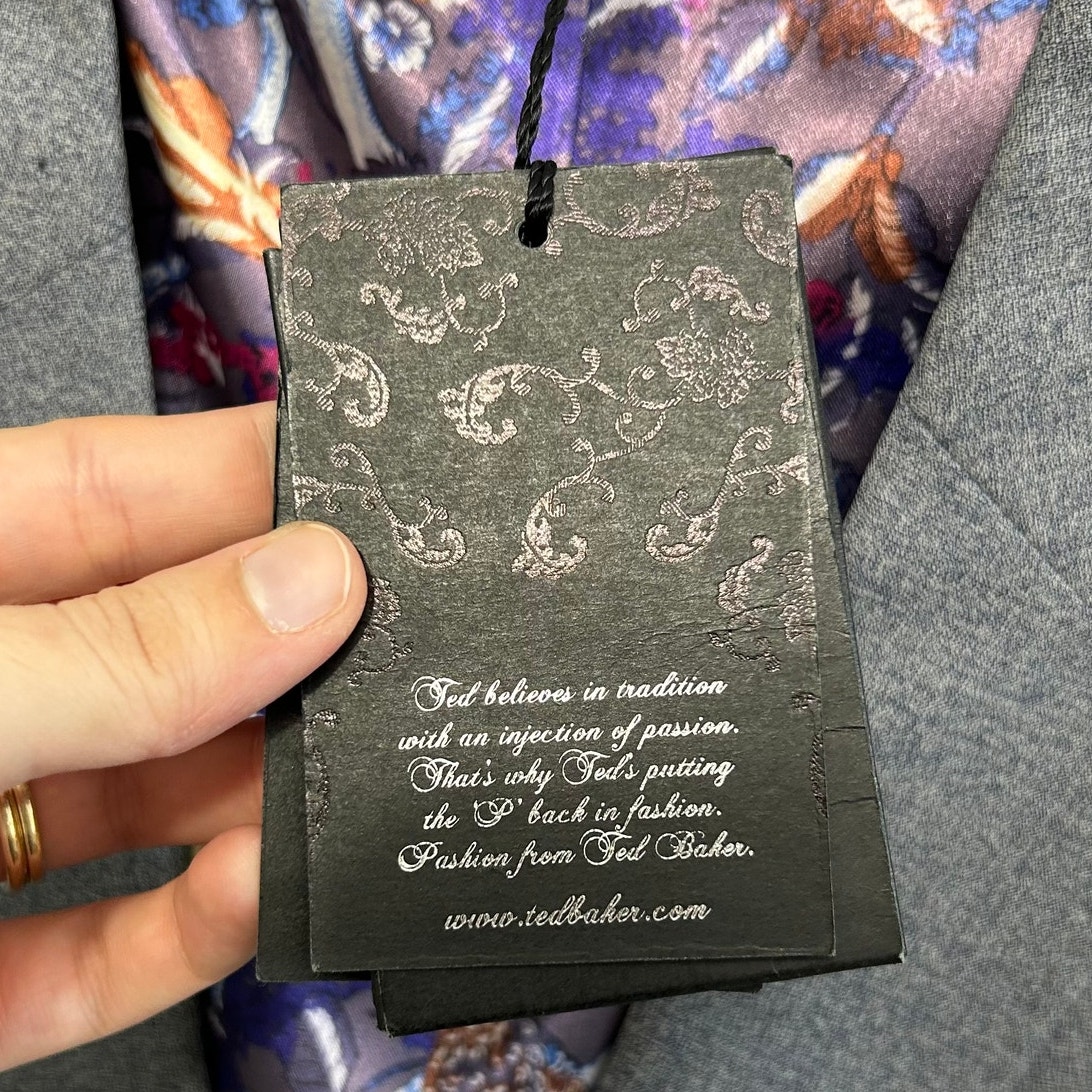 Ted believes in tradition
with an injection of passion.
That's why Ted's putting
the 'P' back in fashion.
Pashion from Ted Baker.
www.tedbaker.com